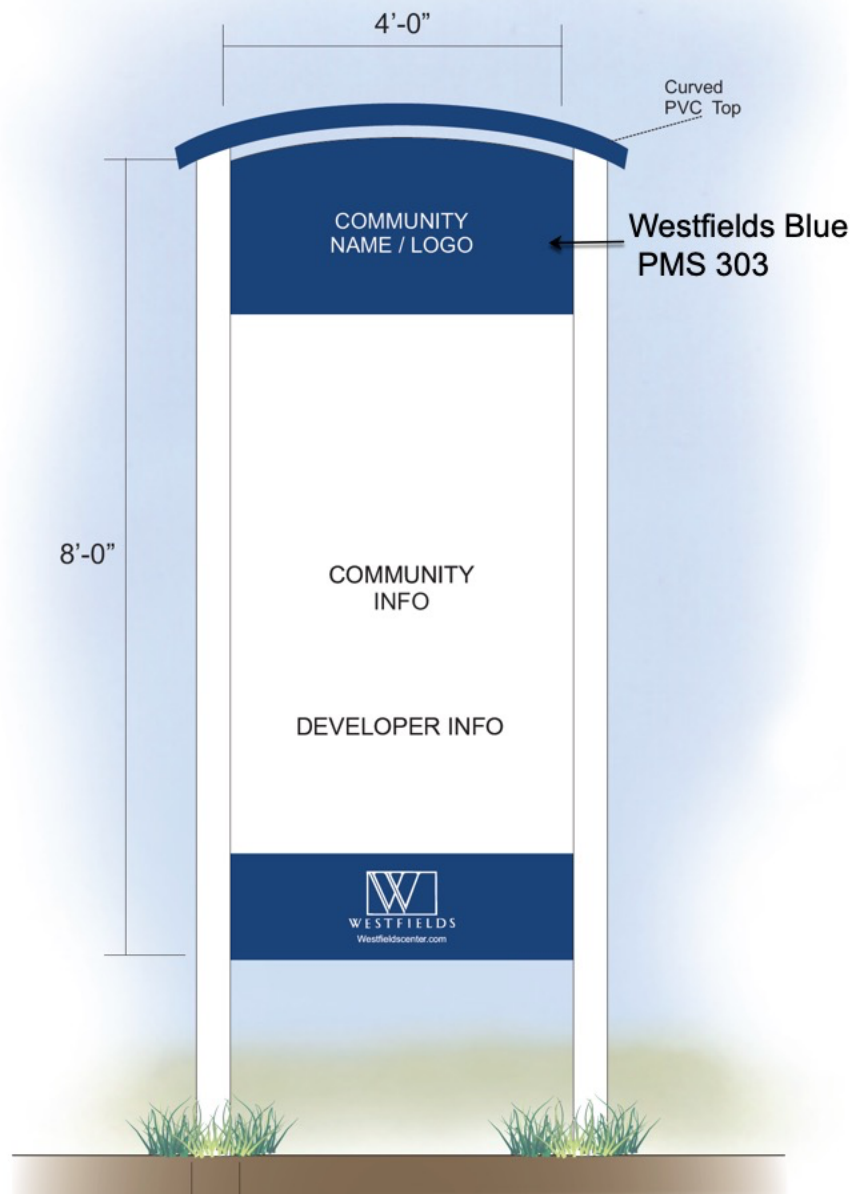 4’-0”
Curved
PVC Top
COMMUNITY
NAME / LOGO
Westfields Blue
PMS 303
8’-0”
COMMUNITY
INFO
DEVELOPER INFO
W
WESTFIELDS
Westfieldscenter.com